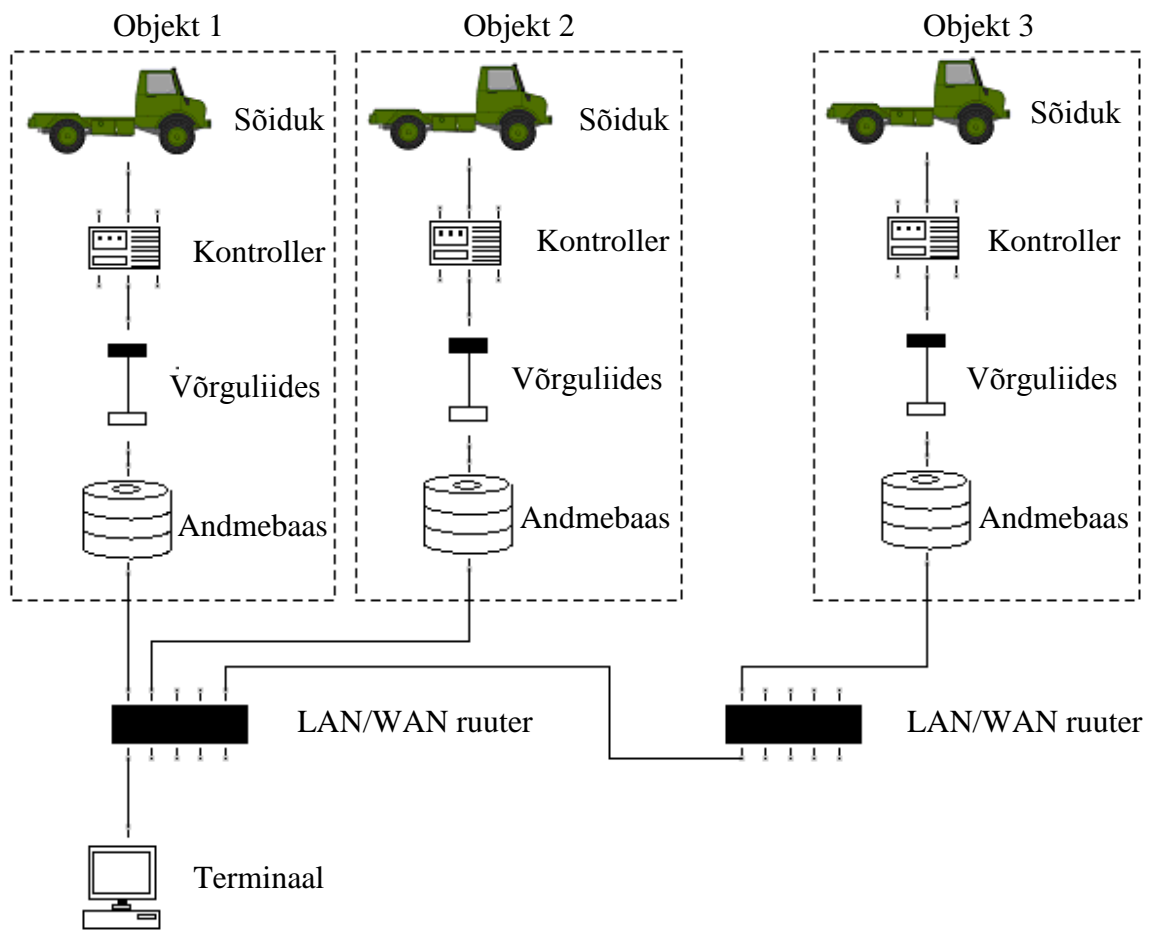 Objekt 1
Objekt 2
Objekt 3
Sõiduk
Sõiduk
Sõiduk
Kontroller
Kontroller
Kontroller
Võrguliides
Võrguliides
Võrguliides
Andmebaas
Andmebaas
Andmebaas
LAN/WAN ruuter
LAN/WAN ruuter
Terminaal